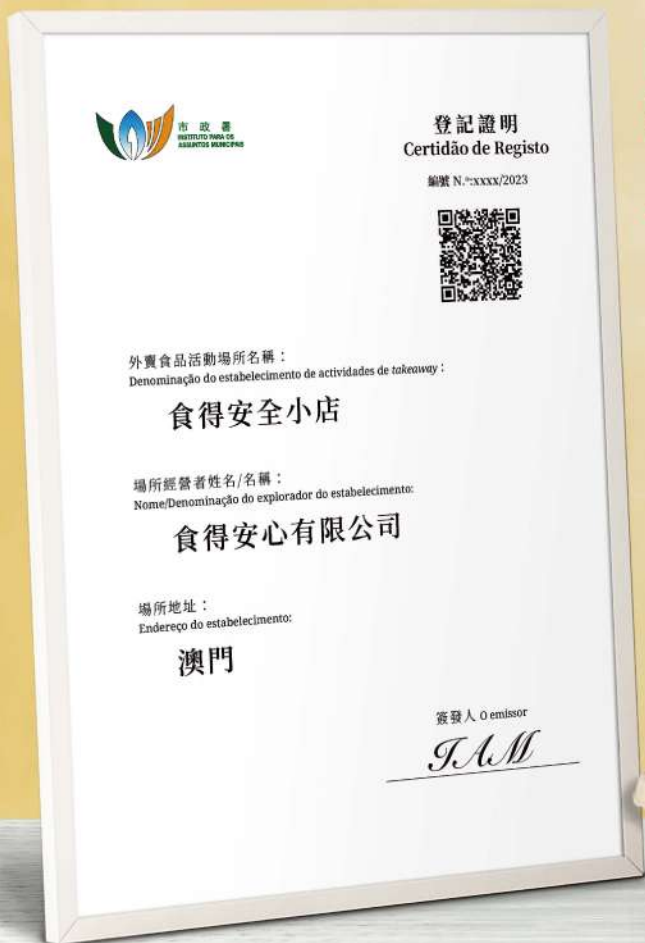 市政署
INSTITUTO PARA OS
ASSUNTOS MUNICIPAIS
登記證明
Certidão de Registo
編號 N.º:xxxx/2023
外賣食品活動場所名稱：
Denominação do estabelecimento de actividades de takeaway：
食得安全小店
場所經營者姓名/名稱：
Nome/Denominação do explorador do estabelecimento:
食得安心有限公司
場所地址：
Endereço do estabelecimento:
澳門
簽發人 O emissor
IAM